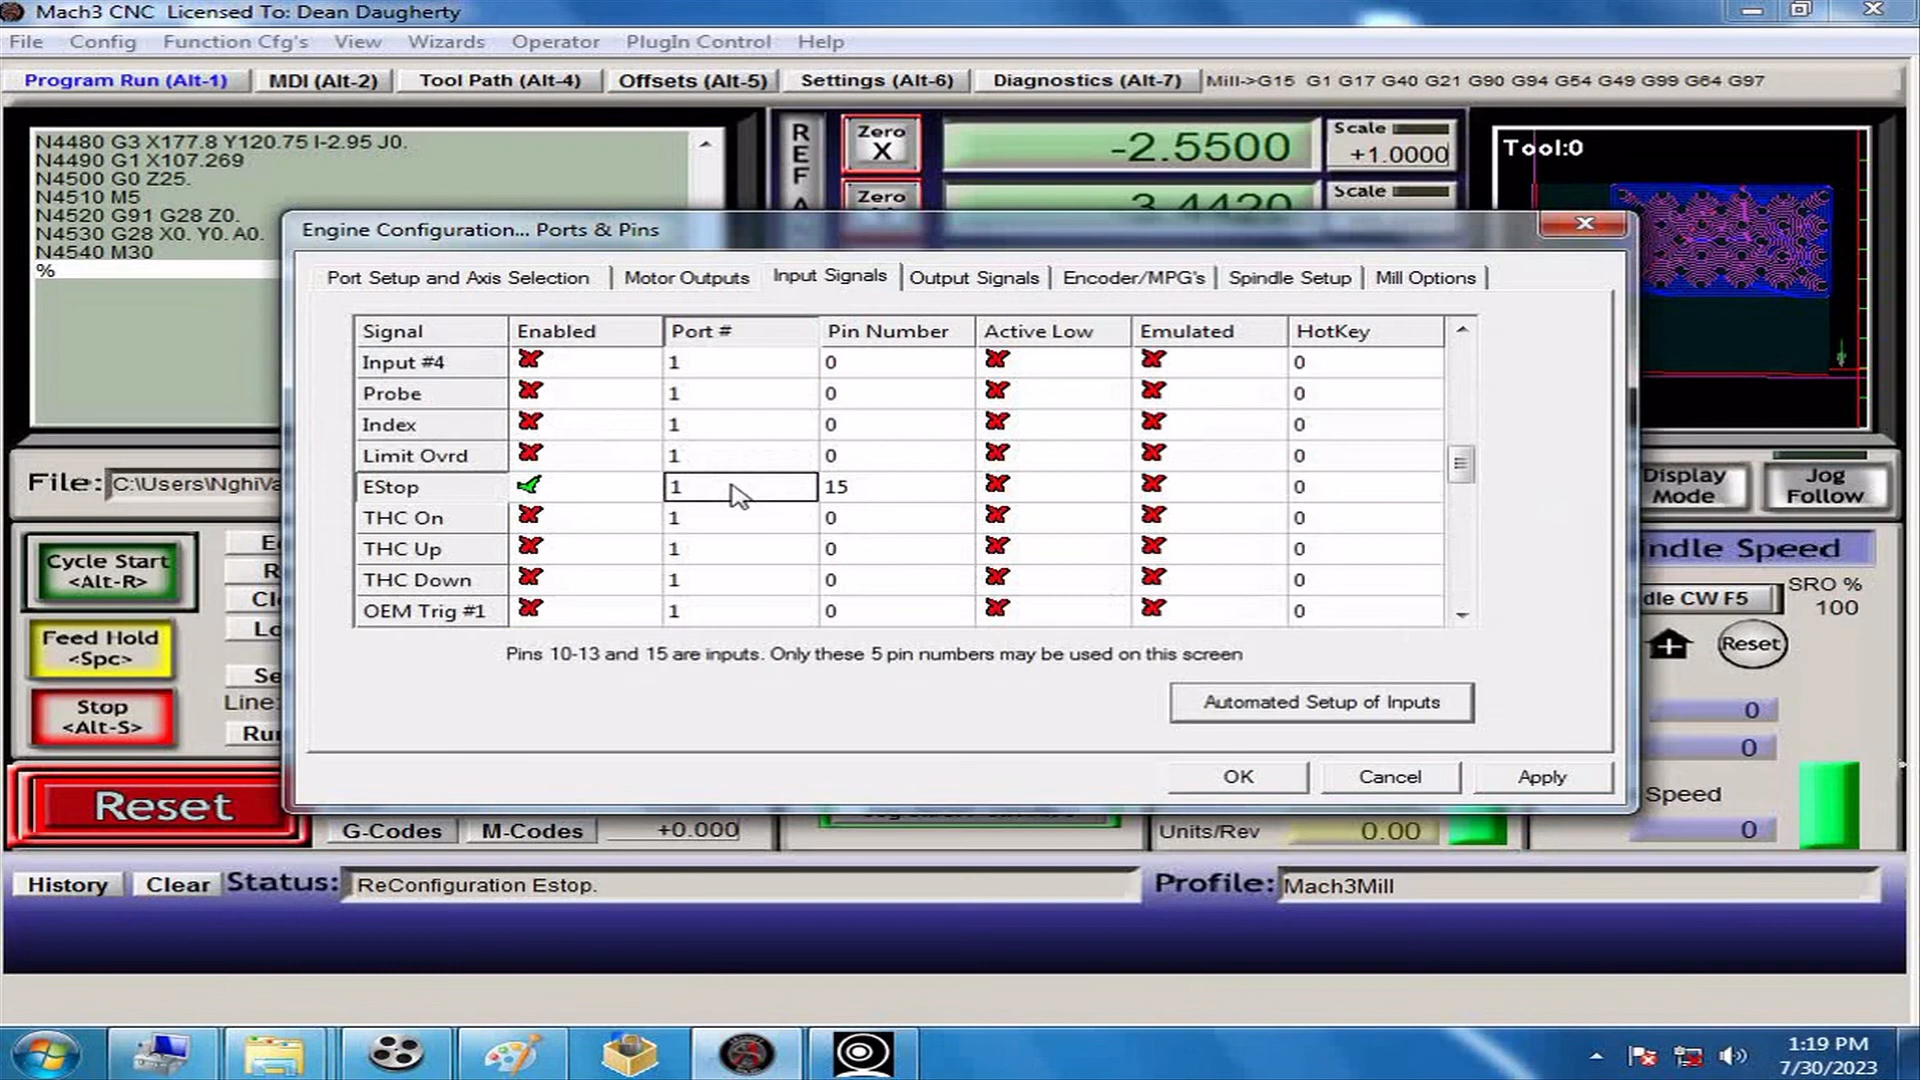 Mach3 CNC Licensed To: Dean Daugherty
File Config Function Cfg's View Wizards Operator PlugIn Control Help
Program Run (Alt-1) MDI (Alt-2) Tool Path (Alt-4) Offsets (Alt-5) Settings (Alt-6) Diagnostics (Alt-7) Mill->G15 G1 G17 G40 G21 G90 G94 G54 G49 G99 G64 G97
N4480 G3 X177.8 Y120.75 I-2.95 J0.
N4490 G1 X107.269
N4500 G0 Z25.
N4510 M5
N4520 G91 G28 Z0.
N4530 G28 X0. Y0. A0.
N4540 M30
%
REF A
Zero X -2.5500 Scale +1.0000
Zero 3.4420 Scale
Tool:0
Engine Configuration... Ports & Pins
Port Setup and Axis Selection Motor Outputs Input Signals Output Signals Encoder/MPG's Spindle Setup Mill Options
Signal Enabled Port # Pin Number Active Low Emulated HotKey
Input #4 1 0 0
Probe 1 0 0
Index 1 0 0
Limit Ovrd 1 0 0
EStop 1 15 0
THC On 1 0 0
THC Up 1 0 0
THC Down 1 0 0
OEM Trig #1 1 0 0
Pins 10-13 and 15 are inputs. Only these 5 pin numbers may be used on this screen
Automated Setup of Inputs
OK Cancel Apply
File: C:\Users\NghiVa
Display Mode
Jog Follow
Cycle Start
<Alt-R>
Feed Hold
<Spc>
Stop
<Alt-S>
Line:
Reset
ndle Speed
dle CW F5
SRO %
100
Reset
0
0
Speed
0
G-Codes M-Codes +0.000
Units/Rev 0.00
History Clear Status: ReConfiguration Estop. Profile: Mach3Mill
1:19 PM
7/30/2023